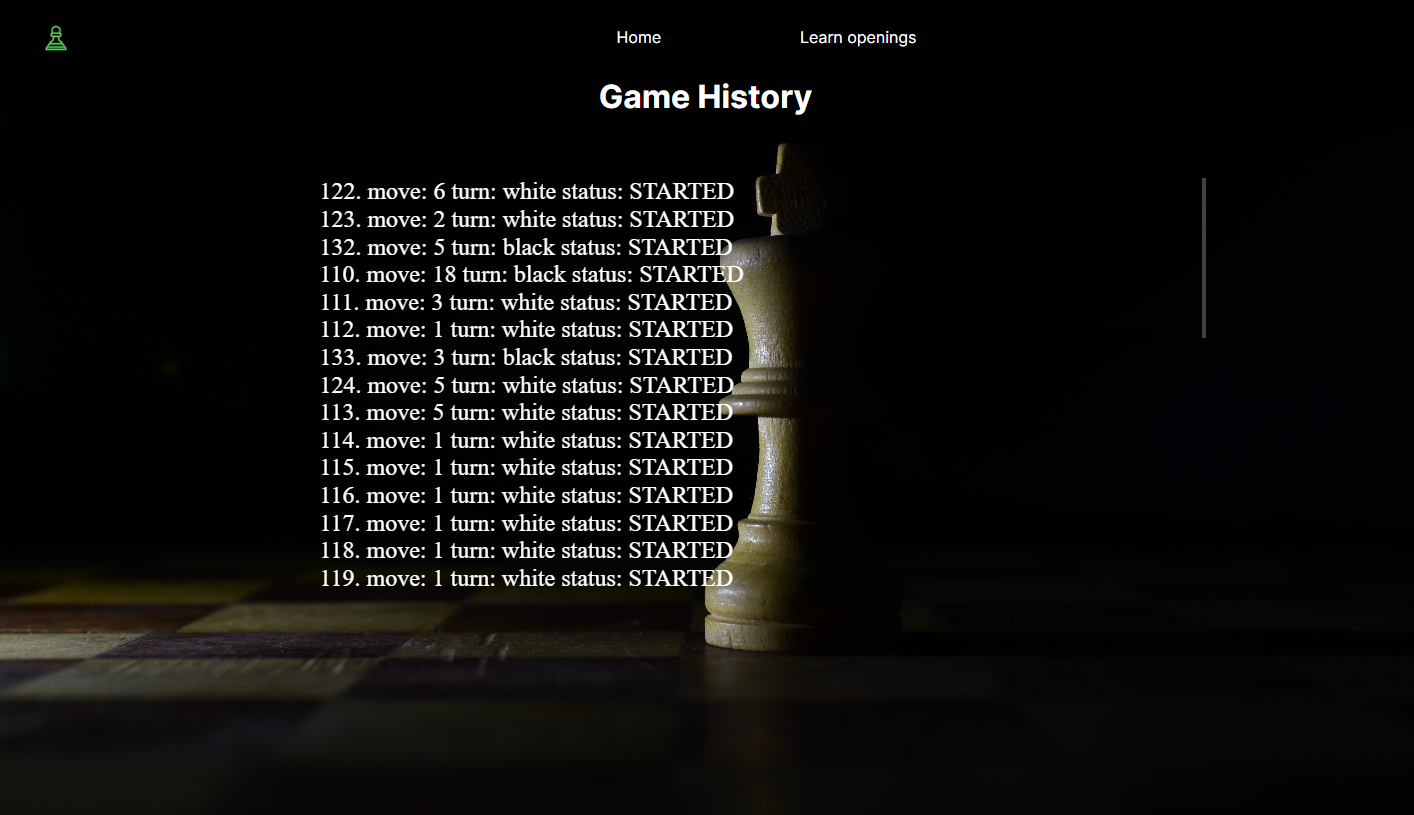 Home Learn openings
Game History
122. move: 6 turn: white status: STARTED
123. move: 2 turn: white status: STARTED
132. move: 5 turn: black status: STARTED
110. move: 18 turn: black status: STARTED
111. move: 3 turn: white status: STARTED
112. move: 1 turn: white status: STARTED
133. move: 3 turn: black status: STARTED
124. move: 5 turn: white status: STARTED
113. move: 5 turn: white status: STARTED
114. move: 1 turn: white status: STARTED
115. move: 1 turn: white status: STARTED
116. move: 1 turn: white status: STARTED
117. move: 1 turn: white status: STARTED
118. move: 1 turn: white status: STARTED
119. move: 1 turn: white status: STARTED